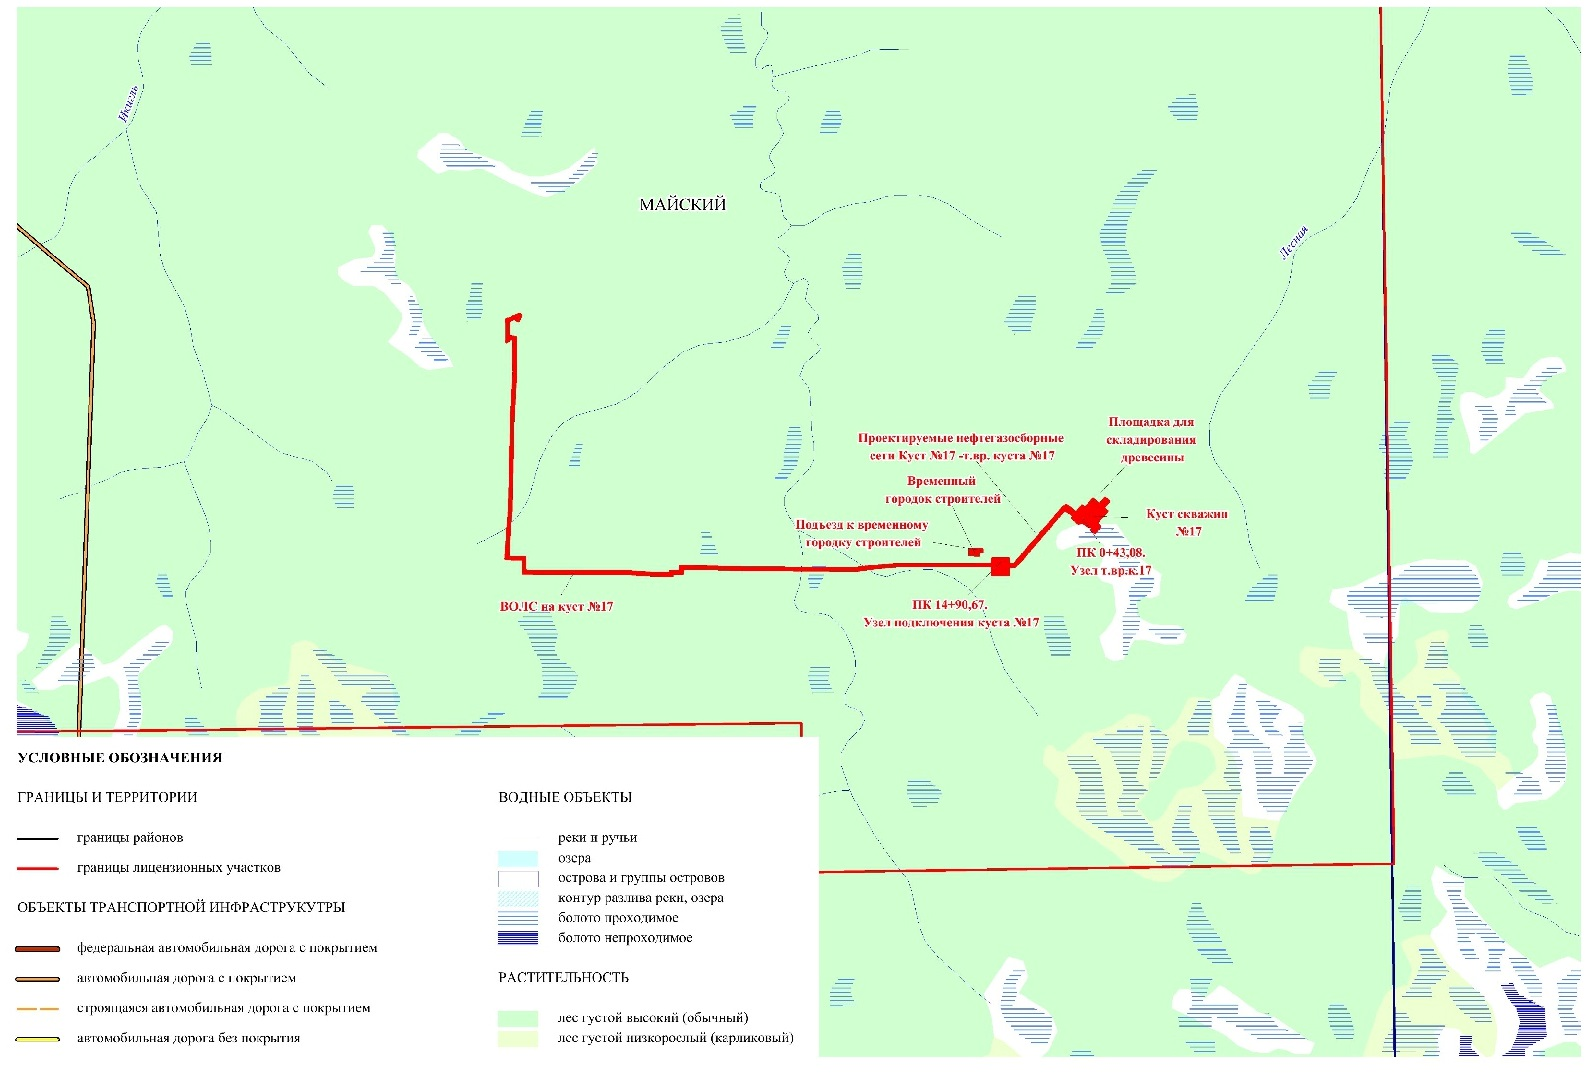 Икиель
МАЙСКИЙ
Лесная
Площадка для
складирования
древесины
Проектируемые нефтегазосборные
сети Куст №17 -т.вр. куста №17
Временный
городок строителей
Куст скважин
№17
Подъезд к временному
городку строителей
ПК 0+43,08.
Узел т.вр.к.17
ВОЛС на куст №17
ПК 14+90,67.
Узел подключения куста №17
УСЛОВНЫЕ ОБОЗНАЧЕНИЯ
ГРАНИЦЫ И ТЕРРИТОРИИ
границы районов
границы лицензионных участков
ОБЪЕКТЫ ТРАНСПОРТНОЙ ИНФРАСТРУКУТРЫ
федеральная автомобильная дорога с покрытием
автомобильная дорога с покрытием
строящаяся автомобильная дорога с покрытием
автомобильная дорога без покрытия
ВОДНЫЕ ОБЪЕКТЫ
реки и ручьи
озера
острова и группы островов
контур разлива реки, озера
болото проходимое
болото непроходимое
РАСТИТЕЛЬНОСТЬ
лес густой высокий (обычный)
лес густой низкорослый (карликовый)